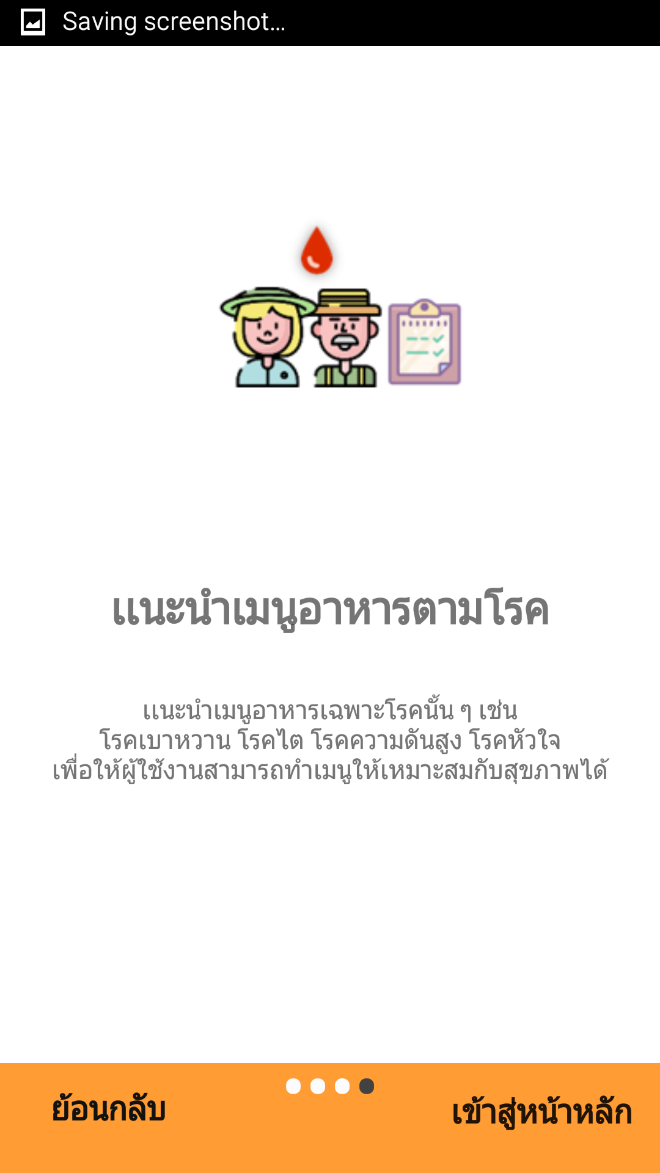 Saving screenshot...
แนะนำเมนูอาหารตามโรค
แนะนำเมนูอาหารเฉพาะโรคนั้น ๆ เช่น
โรคเบาหวาน โรคไต โรคความดันสูง โรคหัวใจ
เพื่อให้ผู้ใช้งานสามารถทำเมนูให้เหมาะสมกับสุขภาพได้
ย้อนกลับ
เข้าสู่หน้าหลัก